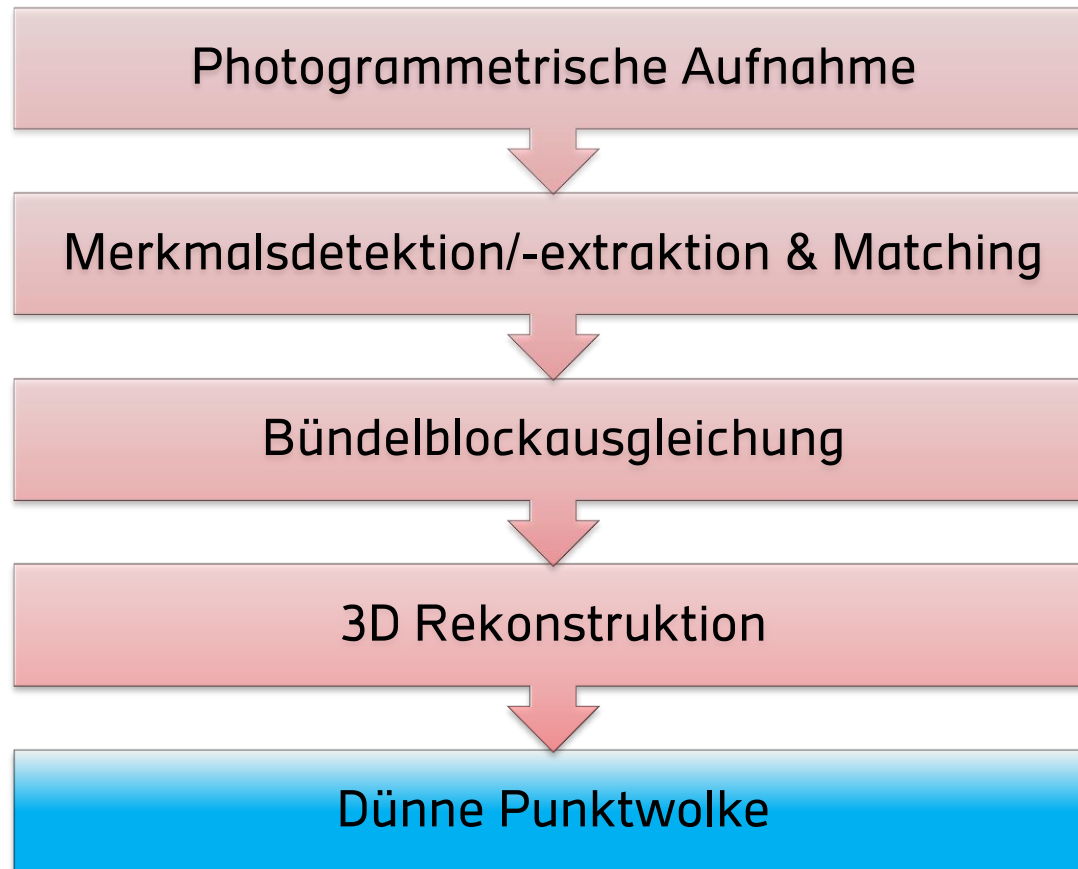 Photogrammetrische Aufnahme
Merkmalsdetektion/-extraktion & Matching
Bündelblockausgleichung
3D Rekonstruktion
Dünne Punktwolke